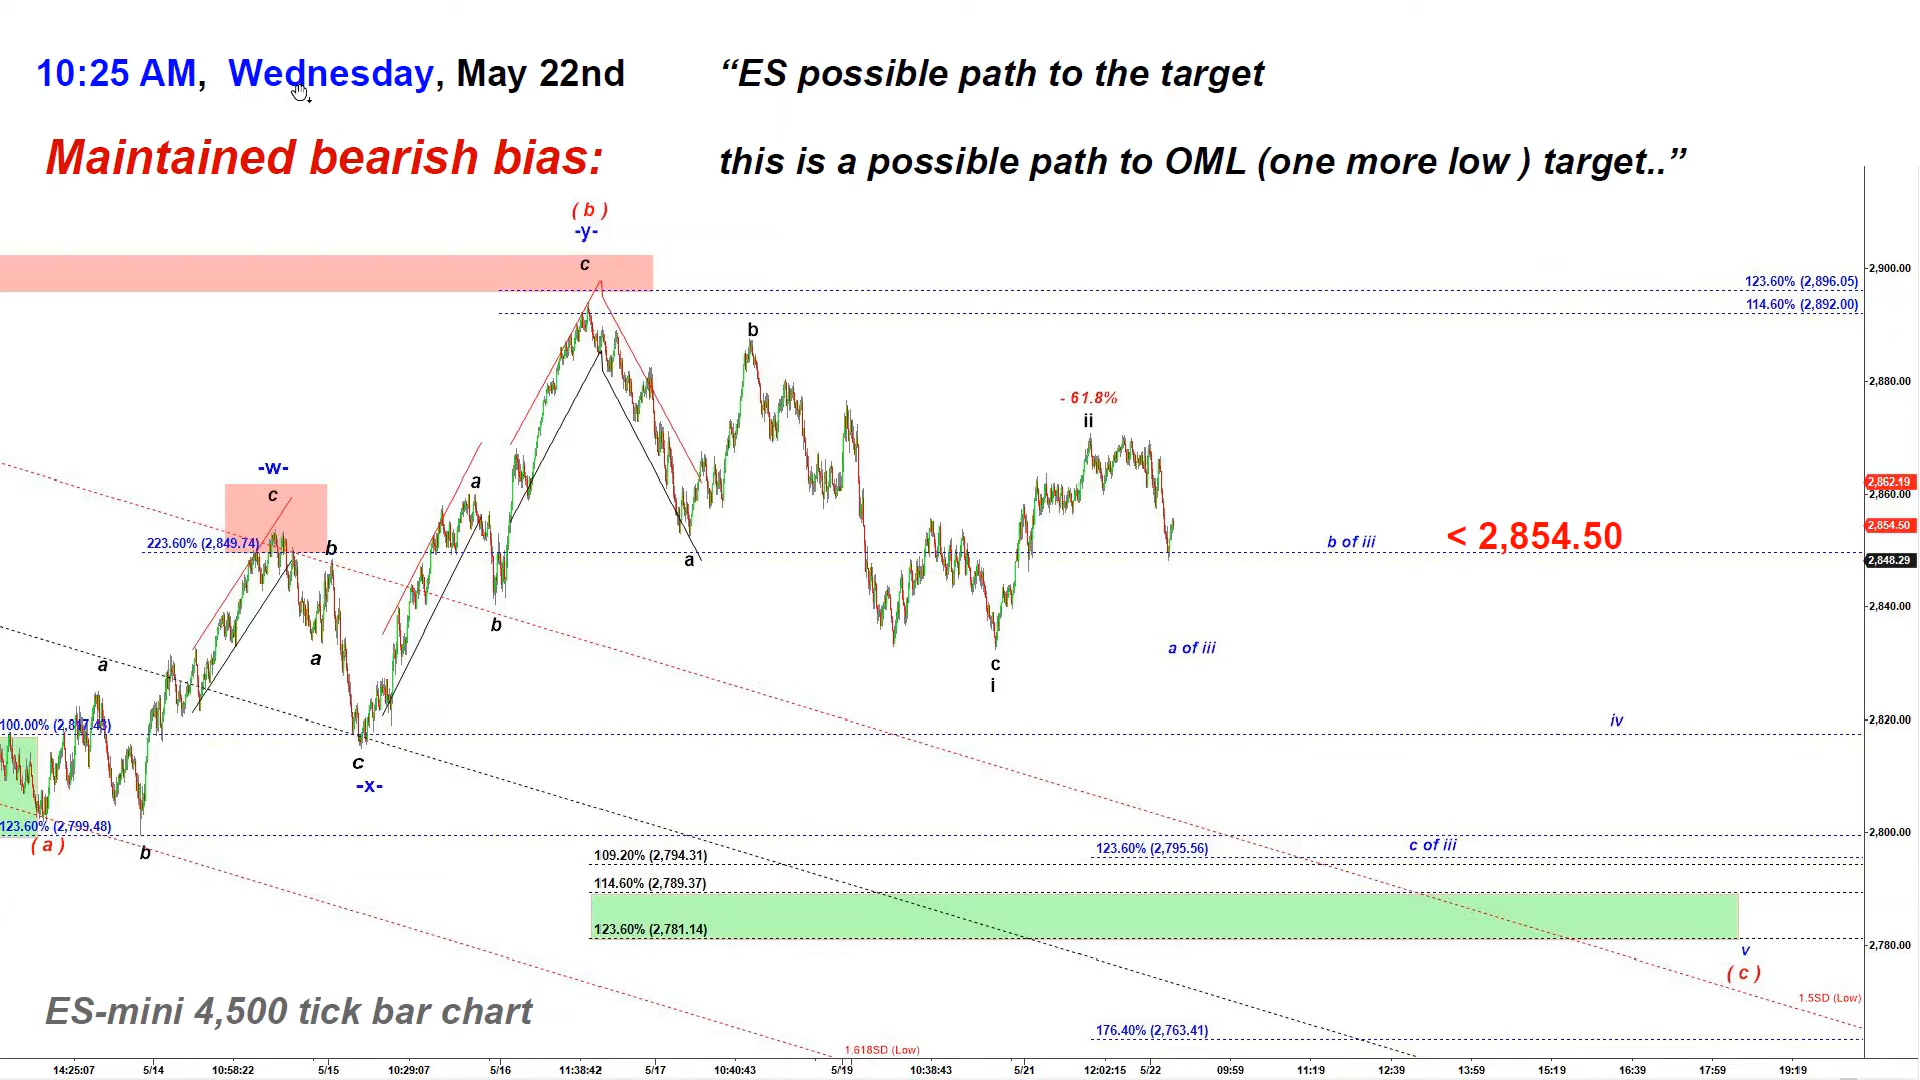 10:25 AM, Wednesday, May 22nd
“ES possible path to the target
Maintained bearish bias:
this is a possible path to OML (one more low ) target..”
( b )
-y-
c
2,900.00
123.60% (2,896.05)
114.60% (2,892.00)
b
2,880.00
- 61.8%
ii
-w-
c
a
2,862.19
2,860.00
2,854.50
223.60% (2,849.74)
b
a
b of iii
< 2,854.50
2,848.29
2,840.00
b
a
a
a of iii
c
i
100.00% (2,817.43)
iv
2,820.00
c
-x-
123.60% (2,799.48)
( a )
b
2,800.00
109.20% (2,794.31)
123.60% (2,795.56)
c of iii
114.60% (2,789.37)
123.60% (2,781.14)
2,780.00
v
( c )
1.5SD (Low)
ES-mini 4,500 tick bar chart
176.40% (2,763.41)
1.618SD (Low)
14:25:07 5/14 10:58:22 5/15 10:29:07 5/16 11:38:42 5/17 10:40:43 5/19 10:38:43 5/21 12:02:15 5/22 09:59 11:19 12:39 13:59 15:19 16:39 17:59 19:19